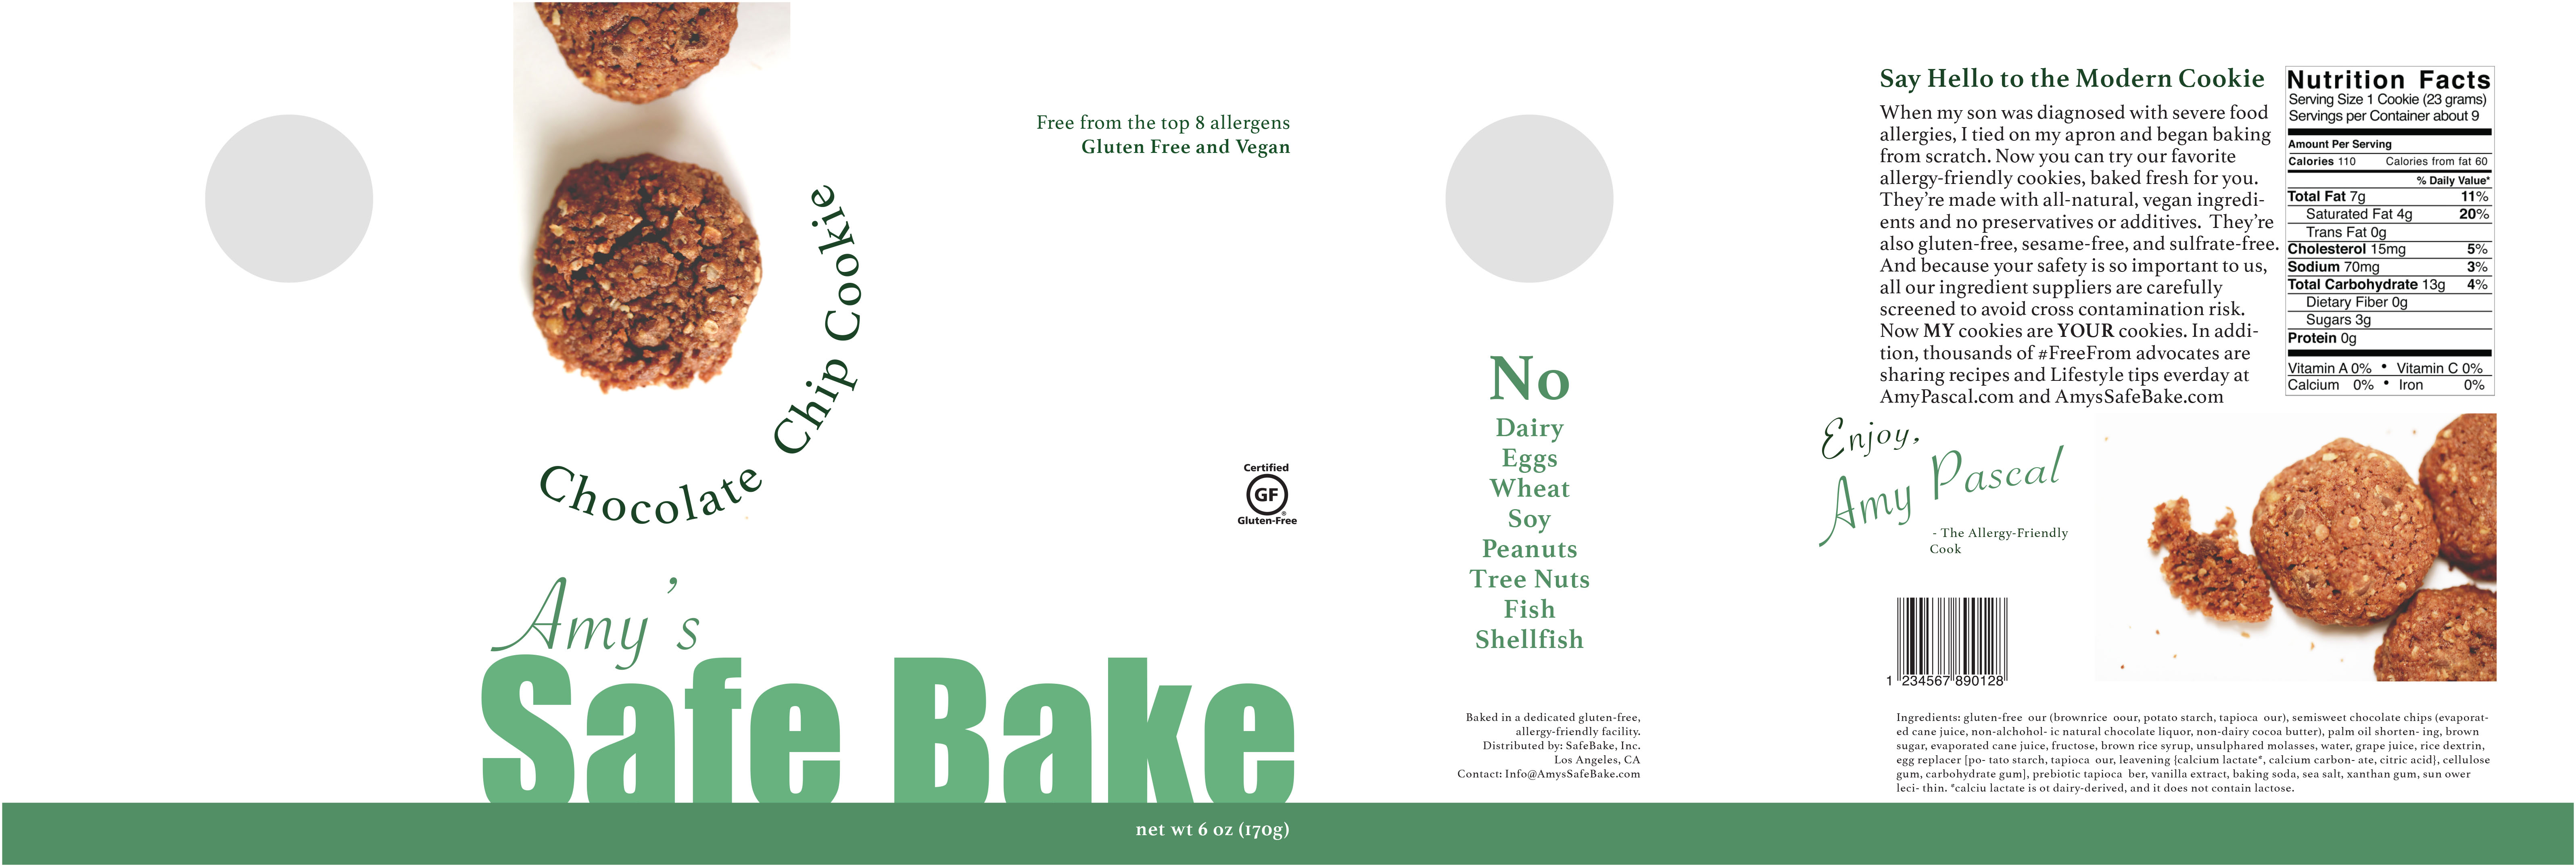 Free from the top 8 allergens
Gluten Free and Vegan
Chocolate Chip Cookie
Certified
GF
®
Gluten-Free
Amy's
Safe Bake
net wt 6 oz (170g)
No
Dairy
Eggs
Wheat
Soy
Peanuts
Tree Nuts
Fish
Shellfish
Baked in a dedicated gluten-free,
allergy-friendly facility.
Distributed by: SafeBake, Inc.
Los Angeles, CA
Contact: Info@AmysSafeBake.com
Say Hello to the Modern Cookie
When my son was diagnosed with severe food
allergies, I tied on my apron and began baking
from scratch. Now you can try our favorite
allergy-friendly cookies, baked fresh for you.
They're made with all-natural, vegan ingredi-
ents and no preservatives or additives. They're
also gluten-free, sesame-free, and sulfrate-free.
And because your safety is so important to us,
all our ingredient suppliers are carefully
screened to avoid cross contamination risk.
Now MY cookies are YOUR cookies. In addi-
tion, thousands of #FreeFrom advocates are
sharing recipes and Lifestyle tips everday at
AmyPascal.com and AmysSafeBake.com
Enjoy,
Amy Pascal
- The Allergy-Friendly
Cook
Nutrition Facts
Serving Size 1 Cookie (23 grams)
Servings per Container about 9
Amount Per Serving
Calories 110 Calories from fat 60
% Daily Value*
Total Fat 7g 11%
Saturated Fat 4g 20%
Trans Fat 0g
Cholesterol 15mg 5%
Sodium 70mg 3%
Total Carbohydrate 13g 4%
Dietary Fiber 0g
Sugars 3g
Protein 0g
Vitamin A 0% • Vitamin C 0%
Calcium 0% • Iron 0%
1 234567 890128
Ingredients: gluten-free our (brownrice oour, potato starch, tapioca our), semisweet chocolate chips (evaporat-
ed cane juice, non-alchohol- ic natural chocolate liquor, non-dairy cocoa butter), palm oil shorten- ing, brown
sugar, evaporated cane juice, fructose, brown rice syrup, unsulphared molasses, water, grape juice, rice dextrin,
egg replacer [po- tato starch, tapioca our, leavening {calcium lactate*, calcium carbon- ate, citric acid}, cellulose
gum, carbohydrate gum], prebiotic tapioca ber, vanilla extract, baking soda, sea salt, xanthan gum, sun ower
leci- thin. *calciu lactate is ot dairy-derived, and it does not contain lactose.